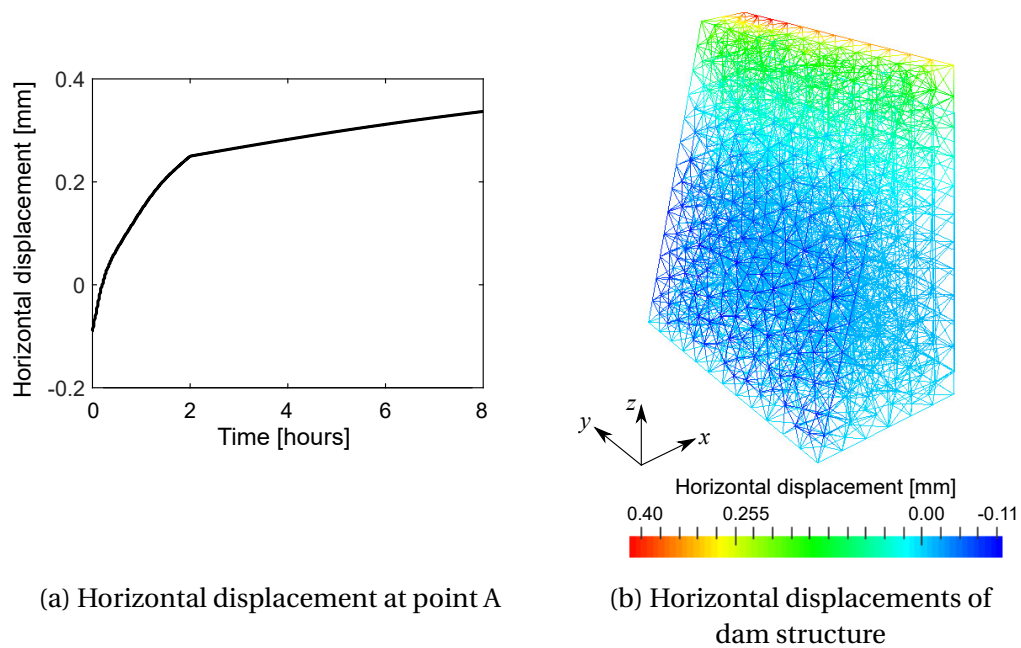 0.4
0.2
0
-0.2
Horizontal displacement [mm]
0 2 4 6 8
Time [hours]
z
y
x
Horizontal displacement [mm]
0.40 0.255 0.00 -0.11
(a) Horizontal displacement at point A
(b) Horizontal displacements of
dam structure